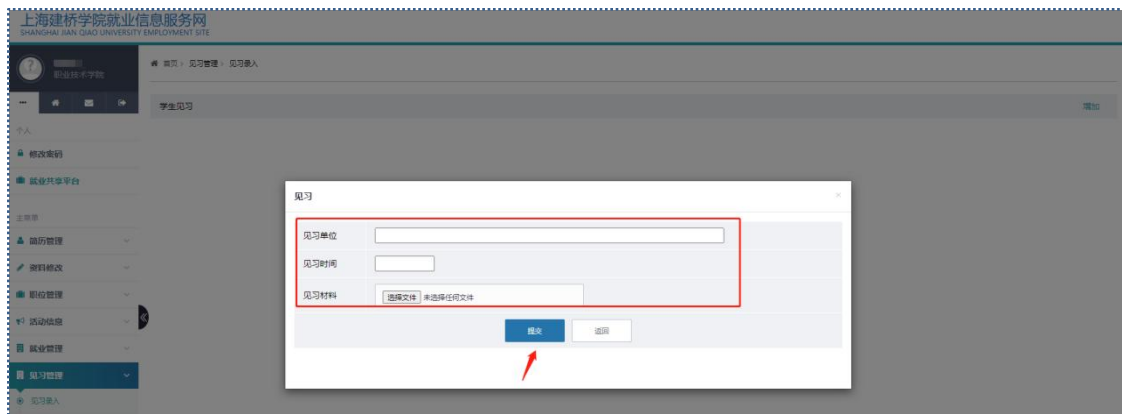 上海建桥学院就业信息服务网
SHANGHAI JIAN QIAO UNIVERSITY EMPLOYMENT SITE
职业技术学院
首页 › 见习管理 › 见习录入
学生见习
增加
个人
修改密码
就业共享平台
主菜单
简历管理
资料修改
职位管理
活动信息
就业管理
见习管理
见习录入
见习
×
见习单位
见习时间
见习材料
选择文件 未选择任何文件
提交
返回